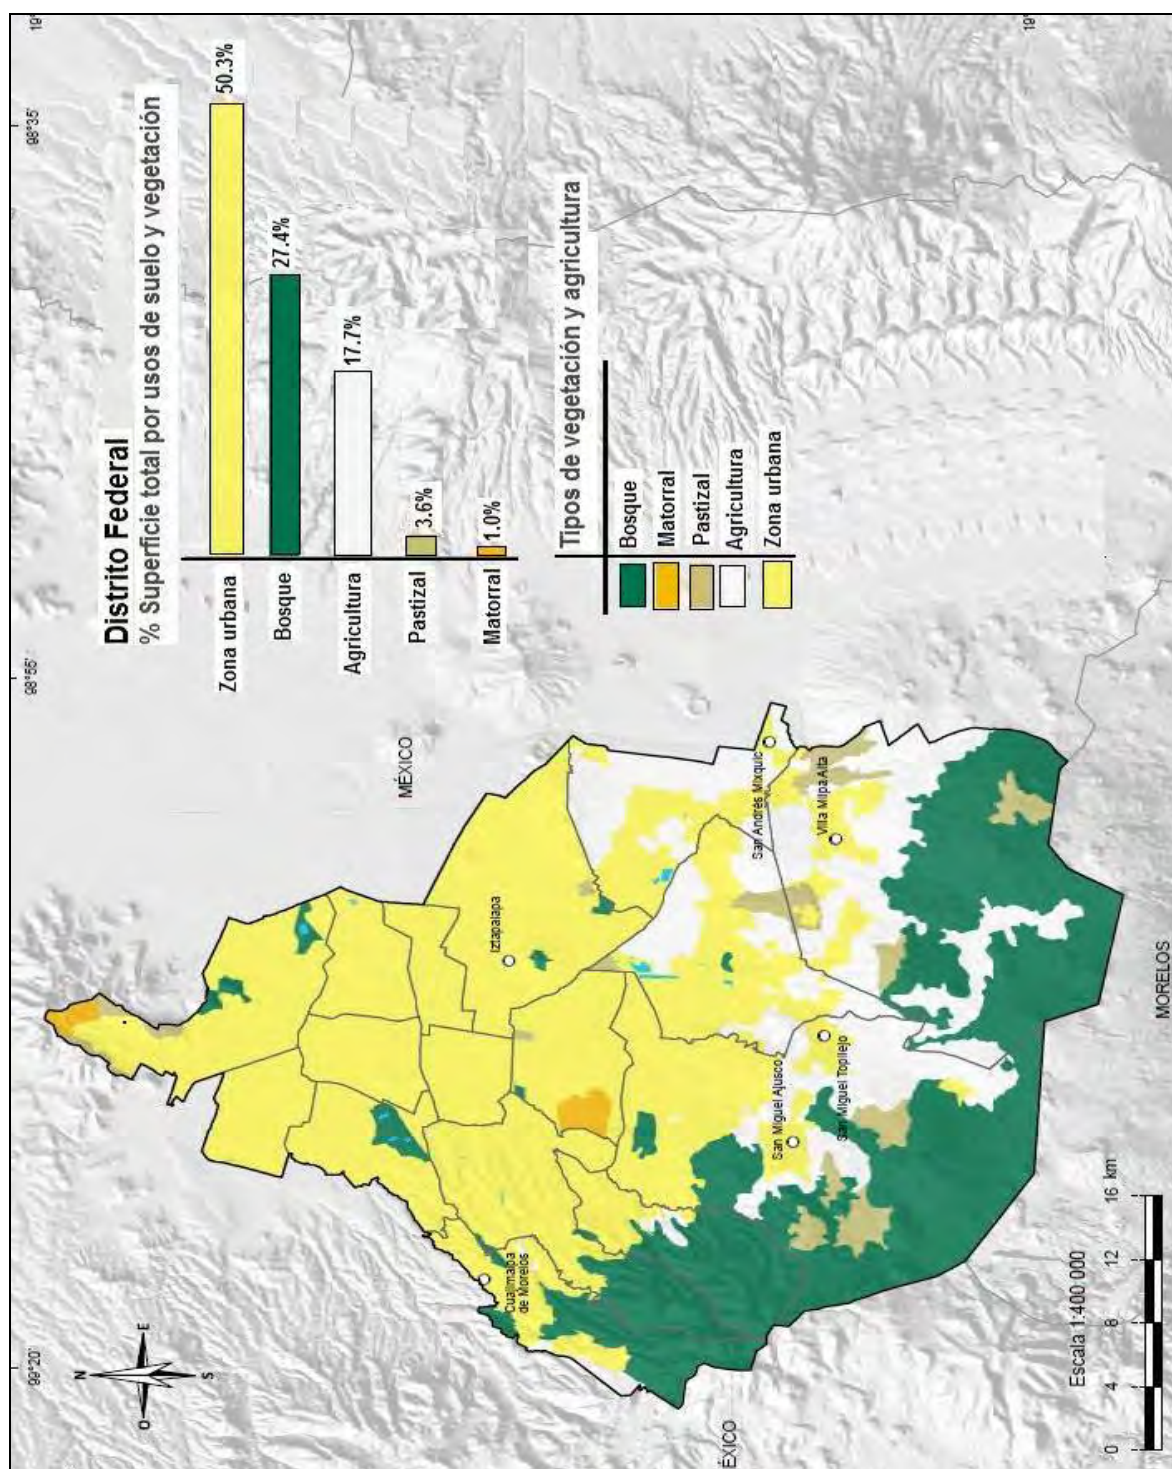 Distrito Federal
% Superficie total por usos de suelo y vegetación
Zona urbana
50.3%
Bosque
27.4%
Agricultura
17.7%
Pastizal
3.6%
Matorral
1.0%
Tipos de vegetación y agricultura
Bosque
Matorral
Pastizal
Agricultura
Zona urbana
99°20'
98°55'
98°35'
19°
19°
N
O
E
S
MÉXICO
Iztapalapa
Cuajimalpa
de Morelos
San Andrés Mixquic
Villa Milpa Alta
San Miguel Ajusco
San Miguel Topilejo
ÉXICO
MORELOS
Escala 1:400 000
0 4 8 12 16 km